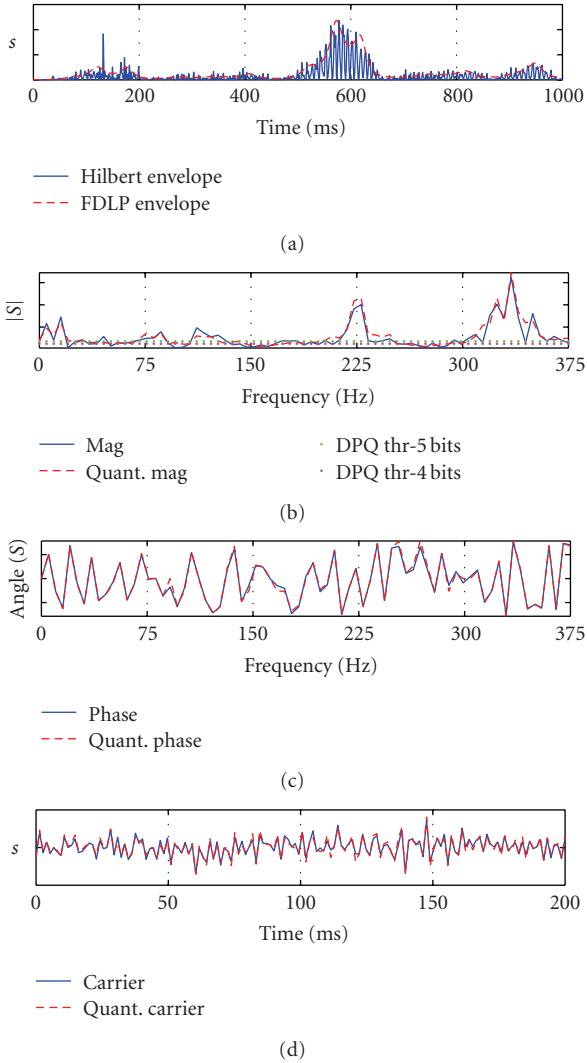 s
0 200 400 600 800 1000
Time (ms)
Hilbert envelope
FDLP envelope
(a)
|S|
0 75 150 225 300 375
Frequency (Hz)
Mag
Quant. mag
DPQ thr-5 bits
DPQ thr-4 bits
(b)
Angle (S)
0 75 150 225 300 375
Frequency (Hz)
Phase
Quant. phase
(c)
s
0 50 100 150 200
Time (ms)
Carrier
Quant. carrier
(d)